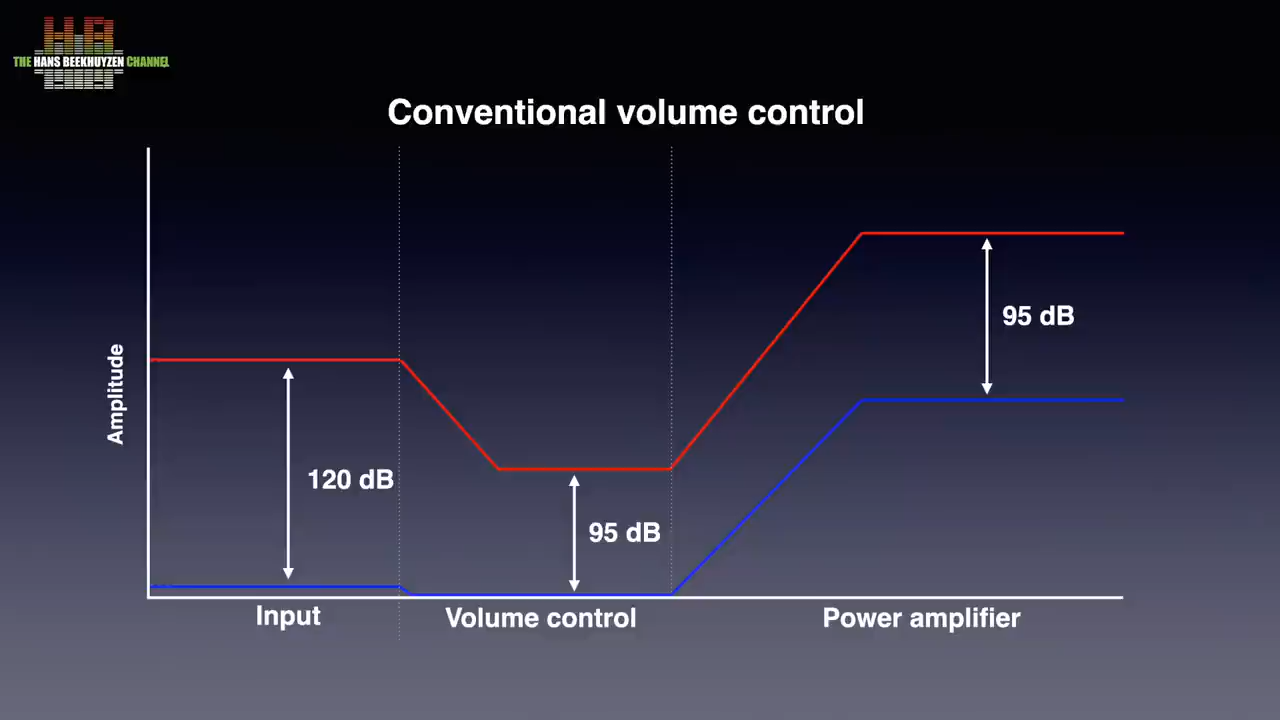 THE HANS BEEKHUYZEN CHANNEL
Conventional volume control
95 dB
Amplitude
120 dB
95 dB
Input
Volume control
Power amplifier